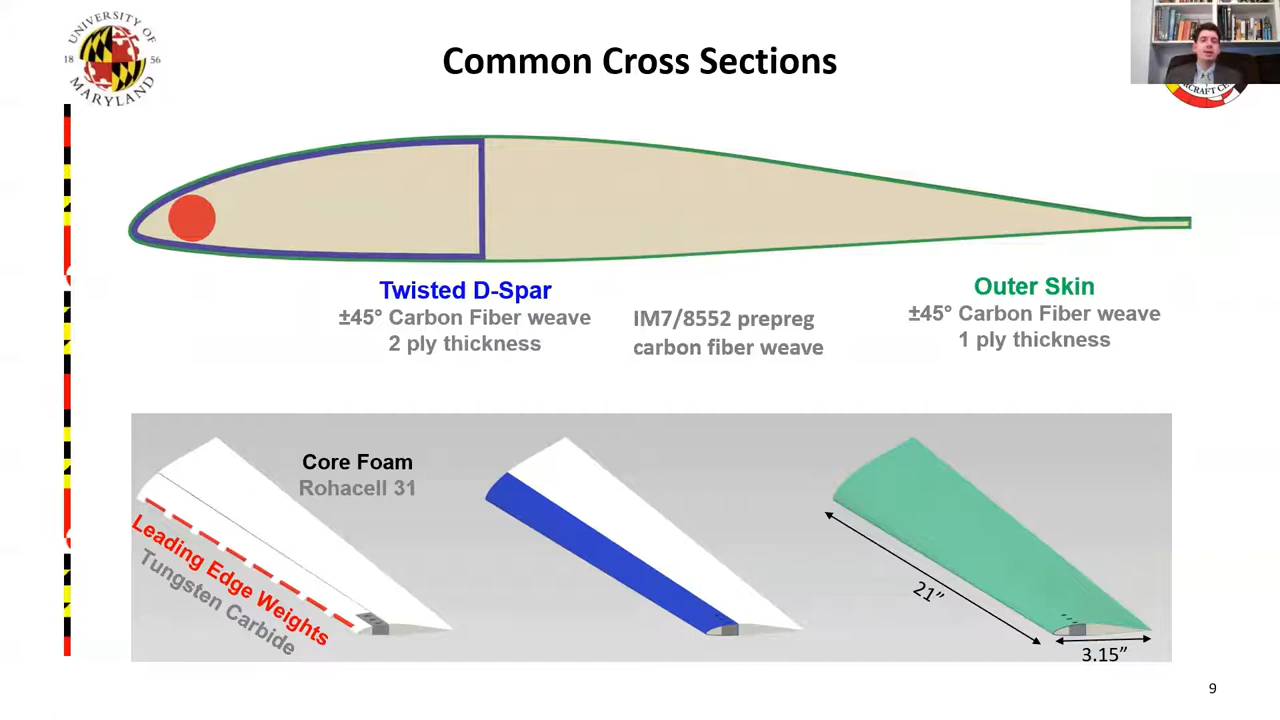 UNIVERSITY OF
18 56
MARYLAND
Common Cross Sections
Twisted D-Spar
±45° Carbon Fiber weave
2 ply thickness
IM7/8552 prepreg
carbon fiber weave
Outer Skin
±45° Carbon Fiber weave
1 ply thickness
Core Foam
Rohacell 31
Leading Edge Weights
Tungsten Carbide
21”
3.15”
9